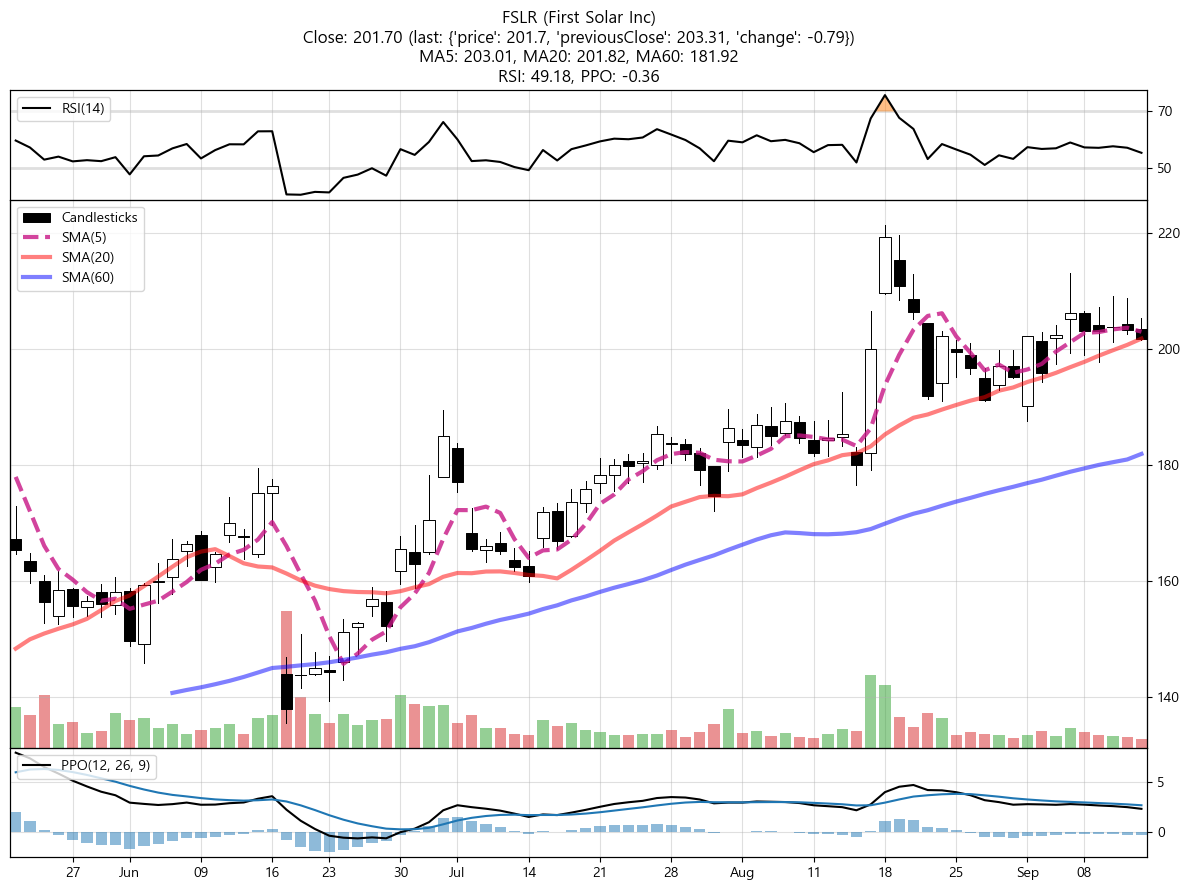 FSLR (First Solar Inc)
Close: 201.70 (last: {'price': 201.7, 'previousClose': 203.31, 'change': -0.79})
MA5: 203.01, MA20: 201.82, MA60: 181.92
RSI: 49.18, PPO: -0.36
RSI(14)
70
50
Candlesticks
SMA(5)
SMA(20)
SMA(60)
220
200
180
160
140
PPO(12, 26, 9)
5
0
27 Jun 09 16 23 30 Jul 14 21 28 Aug 11 18 25 Sep 08